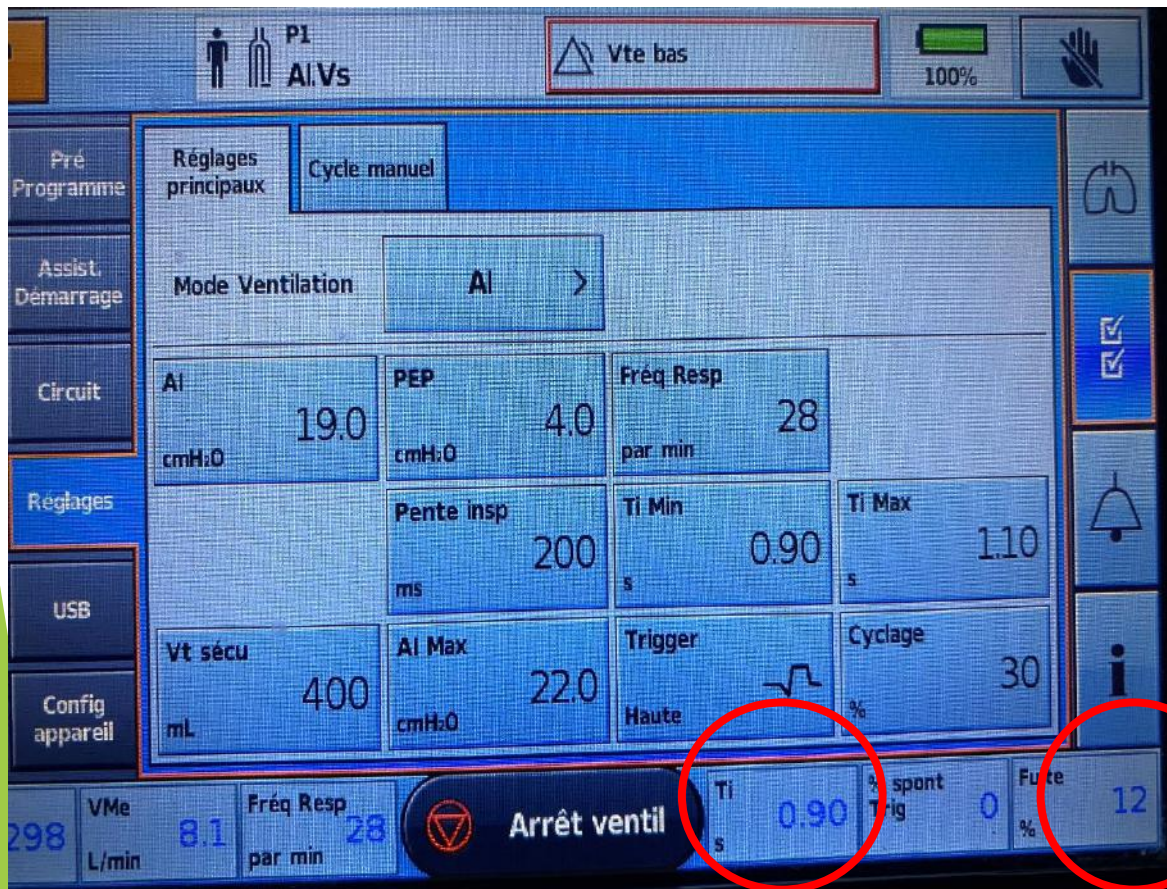 P1
AI.Vs
Vte bas
100%
Pré
Programme
Réglages
principaux
Cycle manuel
Assist.
Démarrage
Mode Ventilation
AI >
Circuit
AI
19.0
cmH₂O
PEP
4.0
cmH₂O
Fréq Resp
28
par min
Réglages
Pente insp
200
ms
Ti Min
0.90
s
Ti Max
1.10
s
USB
Vt sécu
400
mL
AI Max
22.0
cmH₂O
Trigger
Haute
Cyclage
30
%
Config
appareil
298
VMe
8.1
L/min
Fréq Resp
28
par min
Arrêt ventil
Ti
0.90
s
% spont
Trig
0
Fuite
12
%